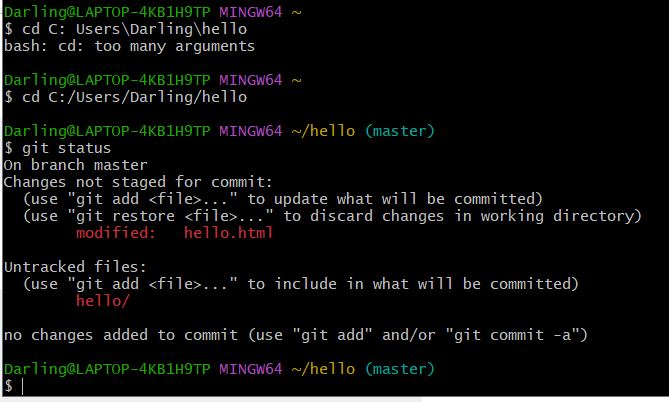 Darling@LAPTOP-4KB1H9TP MINGW64 ~
$ cd C: Users\Darling\hello
bash: cd: too many arguments
Darling@LAPTOP-4KB1H9TP MINGW64 ~
$ cd C:/Users/Darling/hello
Darling@LAPTOP-4KB1H9TP MINGW64 ~/hello (master)
$ git status
On branch master
Changes not staged for commit:
  (use "git add <file>..." to update what will be committed)
  (use "git restore <file>..." to discard changes in working directory)
        modified:   hello.html
Untracked files:
  (use "git add <file>..." to include in what will be committed)
        hello/
no changes added to commit (use "git add" and/or "git commit -a")
Darling@LAPTOP-4KB1H9TP MINGW64 ~/hello (master)
$